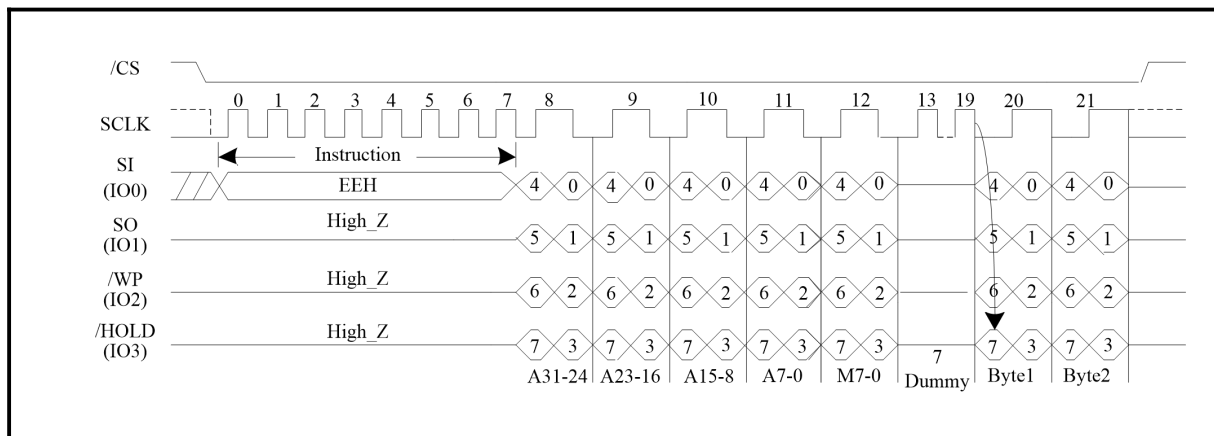 /CS
0 1 2 3 4 5 6 7 8 9 10 11 12 13 19 20 21
SCLK
Instruction
SI
(IO0)
EEH
4 0 4 0 4 0 4 0 4 0 4 0 4 0
High_Z
SO
(IO1)
5 1 5 1 5 1 5 1 5 1 5 1 5 1
High_Z
/WP
(IO2)
6 2 6 2 6 2 6 2 6 2 6 2 6 2
High_Z
/HOLD
(IO3)
7 3 7 3 7 3 7 3 7 3 7 3 7 3
7
A31-24 A23-16 A15-8 A7-0 M7-0 Dummy Byte1 Byte2